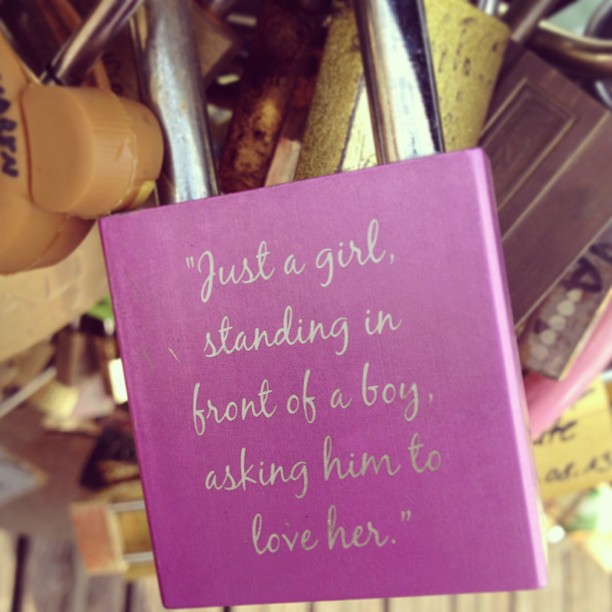 "Just a girl,
standing in
front of a boy,
asking him to
love her."